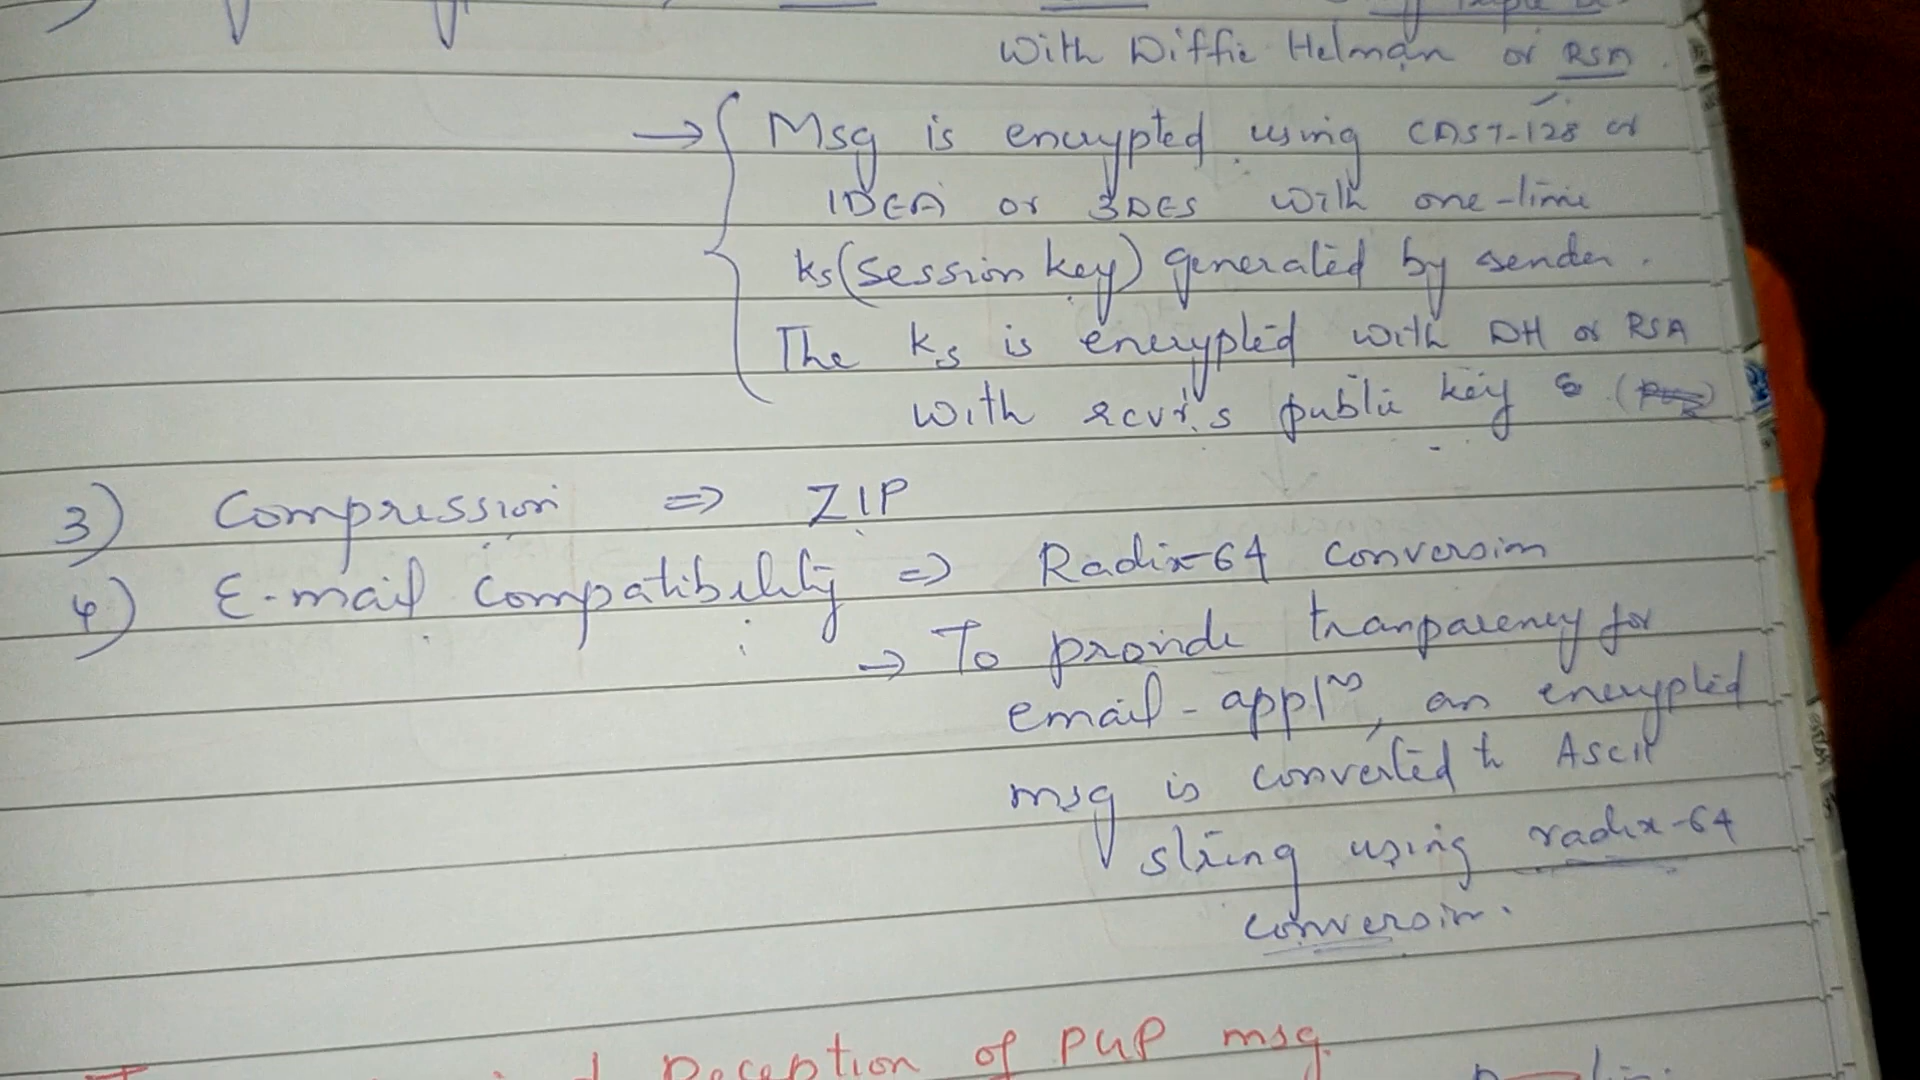 With Diffie Helman or RSA.
→ { Msg is encrypted using CAST-128 or
IDEA or 3DES with one-time
ks (session key) generated by sender.
The ks is encrypted with DH or RSA
with rcvr's public key &
3) Compression => ZIP
4) E-mail compatibility => Radix-64 conversion
→ To provide tranparency for
email-appln, an encrypted
msg is converted to Ascii
string using radix-64
conversion.
Reception of PGP msg.